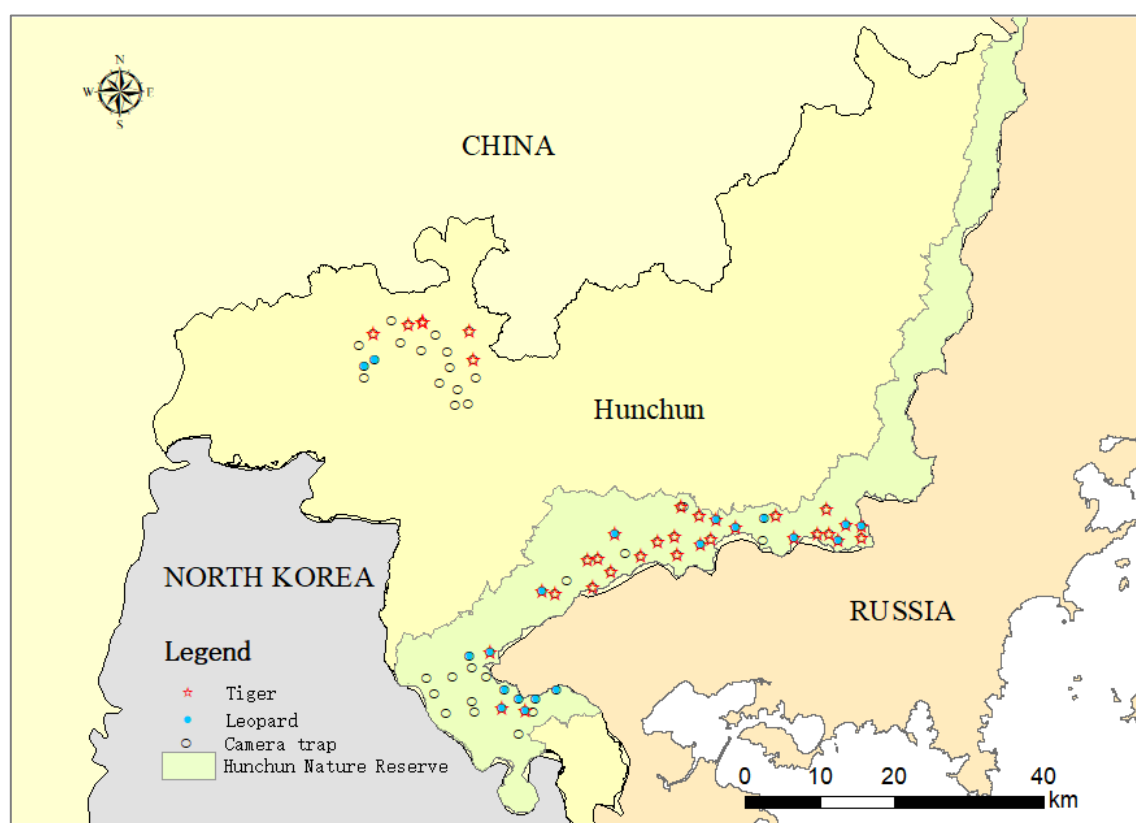 N
W E
S
CHINA
Hunchun
NORTH KOREA
RUSSIA
Legend
Tiger
Leopard
Camera trap
Hunchun Nature Reserve
0 10 20 40
km